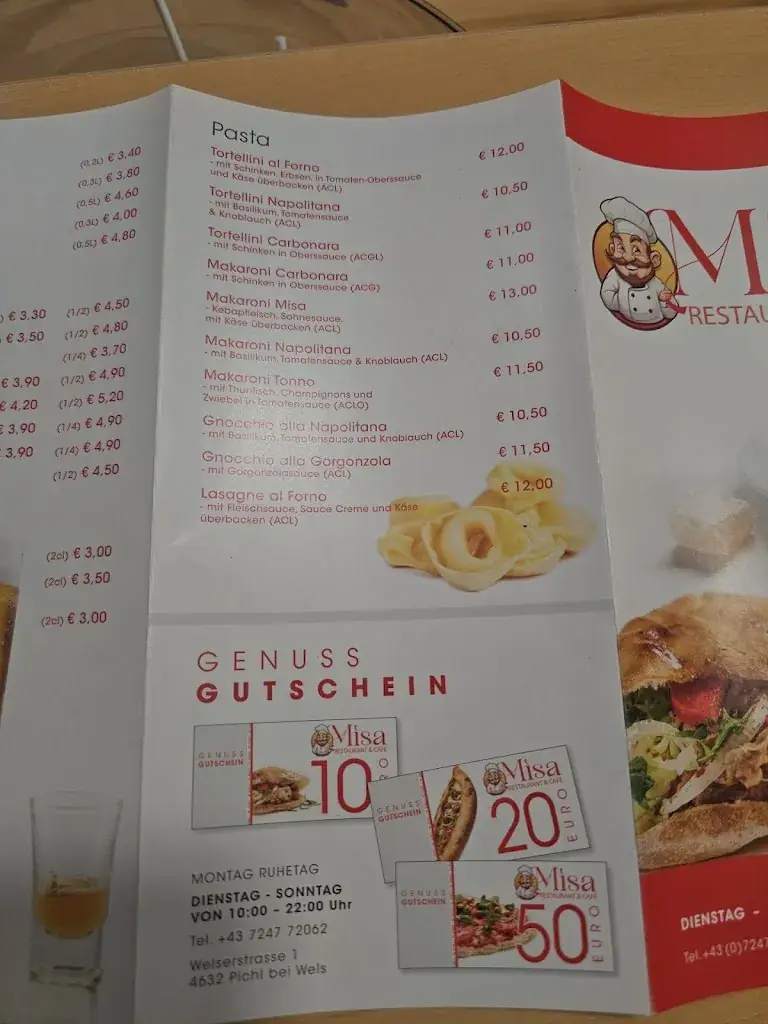 (0,2L) € 3,40
(0,3L) € 3,80
(0,5L) € 4,60
(0,3L) € 4,00
(0,5L) € 4,80
€ 3,30 (1/2) € 4,50
€ 3,50 (1/2) € 4,80
(1/4) € 3,70
€ 3,90 (1/2) € 4,90
€ 4,20 (1/2) € 5,20
€ 3,90 (1/4) € 4,90
3,90 (1/4) € 4,90
(1/2) € 4,50
(2cl) € 3,00
(2cl) € 3,50
(2cl) € 3,00
Pasta
Tortellini al Forno € 12,00
- mit Schinken, Erbsen, in Tomaten-Oberssauce
und Käse überbacken (ACL)
Tortellini Napolitana € 10,50
- mit Basilikum, Tomatensauce
& Knoblauch (ACL)
Tortellini Carbonara € 11,00
- mit Schinken in Oberssauce (ACGL)
Makaroni Carbonara € 11,00
- mit Schinken in Oberssauce (ACG)
Makaroni Misa € 13,00
- Kebapfleisch, Sahnesauce,
mit Käse überbacken (ACL)
Makaroni Napolitana € 10,50
- mit Basilikum, Tomatensauce & Knoblauch (ACL)
Makaroni Tonno € 11,50
- mit Thunfisch, Champignons und
Zwiebel in Tomatensauce (ACLO)
Gnocchio alla Napolitana € 10,50
- mit Basilikum, Tomatensauce und Knoblauch (ACL)
Gnocchio alla Gorgonzola € 11,50
- mit Gorgonzolasauce (ACL)
Lasagne al Forno € 12,00
- mit Fleischsauce, Sauce Creme und Käse
überbacken (ACL)
GENUSS
GUTSCHEIN
GENUSS
GUTSCHEIN
Misa
RESTAURANT & CAFE
10
GENUSS
GUTSCHEIN
Misa
RESTAURANT & CAFE
20 EURO
GENUSS
GUTSCHEIN
Misa
RESTAURANT & CAFE
50 EURO
MONTAG RUHETAG
DIENSTAG - SONNTAG
VON 10:00 - 22:00 Uhr
Tel. +43 7247 72062
Welserstrasse 1
4632 Pichl bei Wels
RESTAU
DIENSTAG -
Tel.+43(0)7247